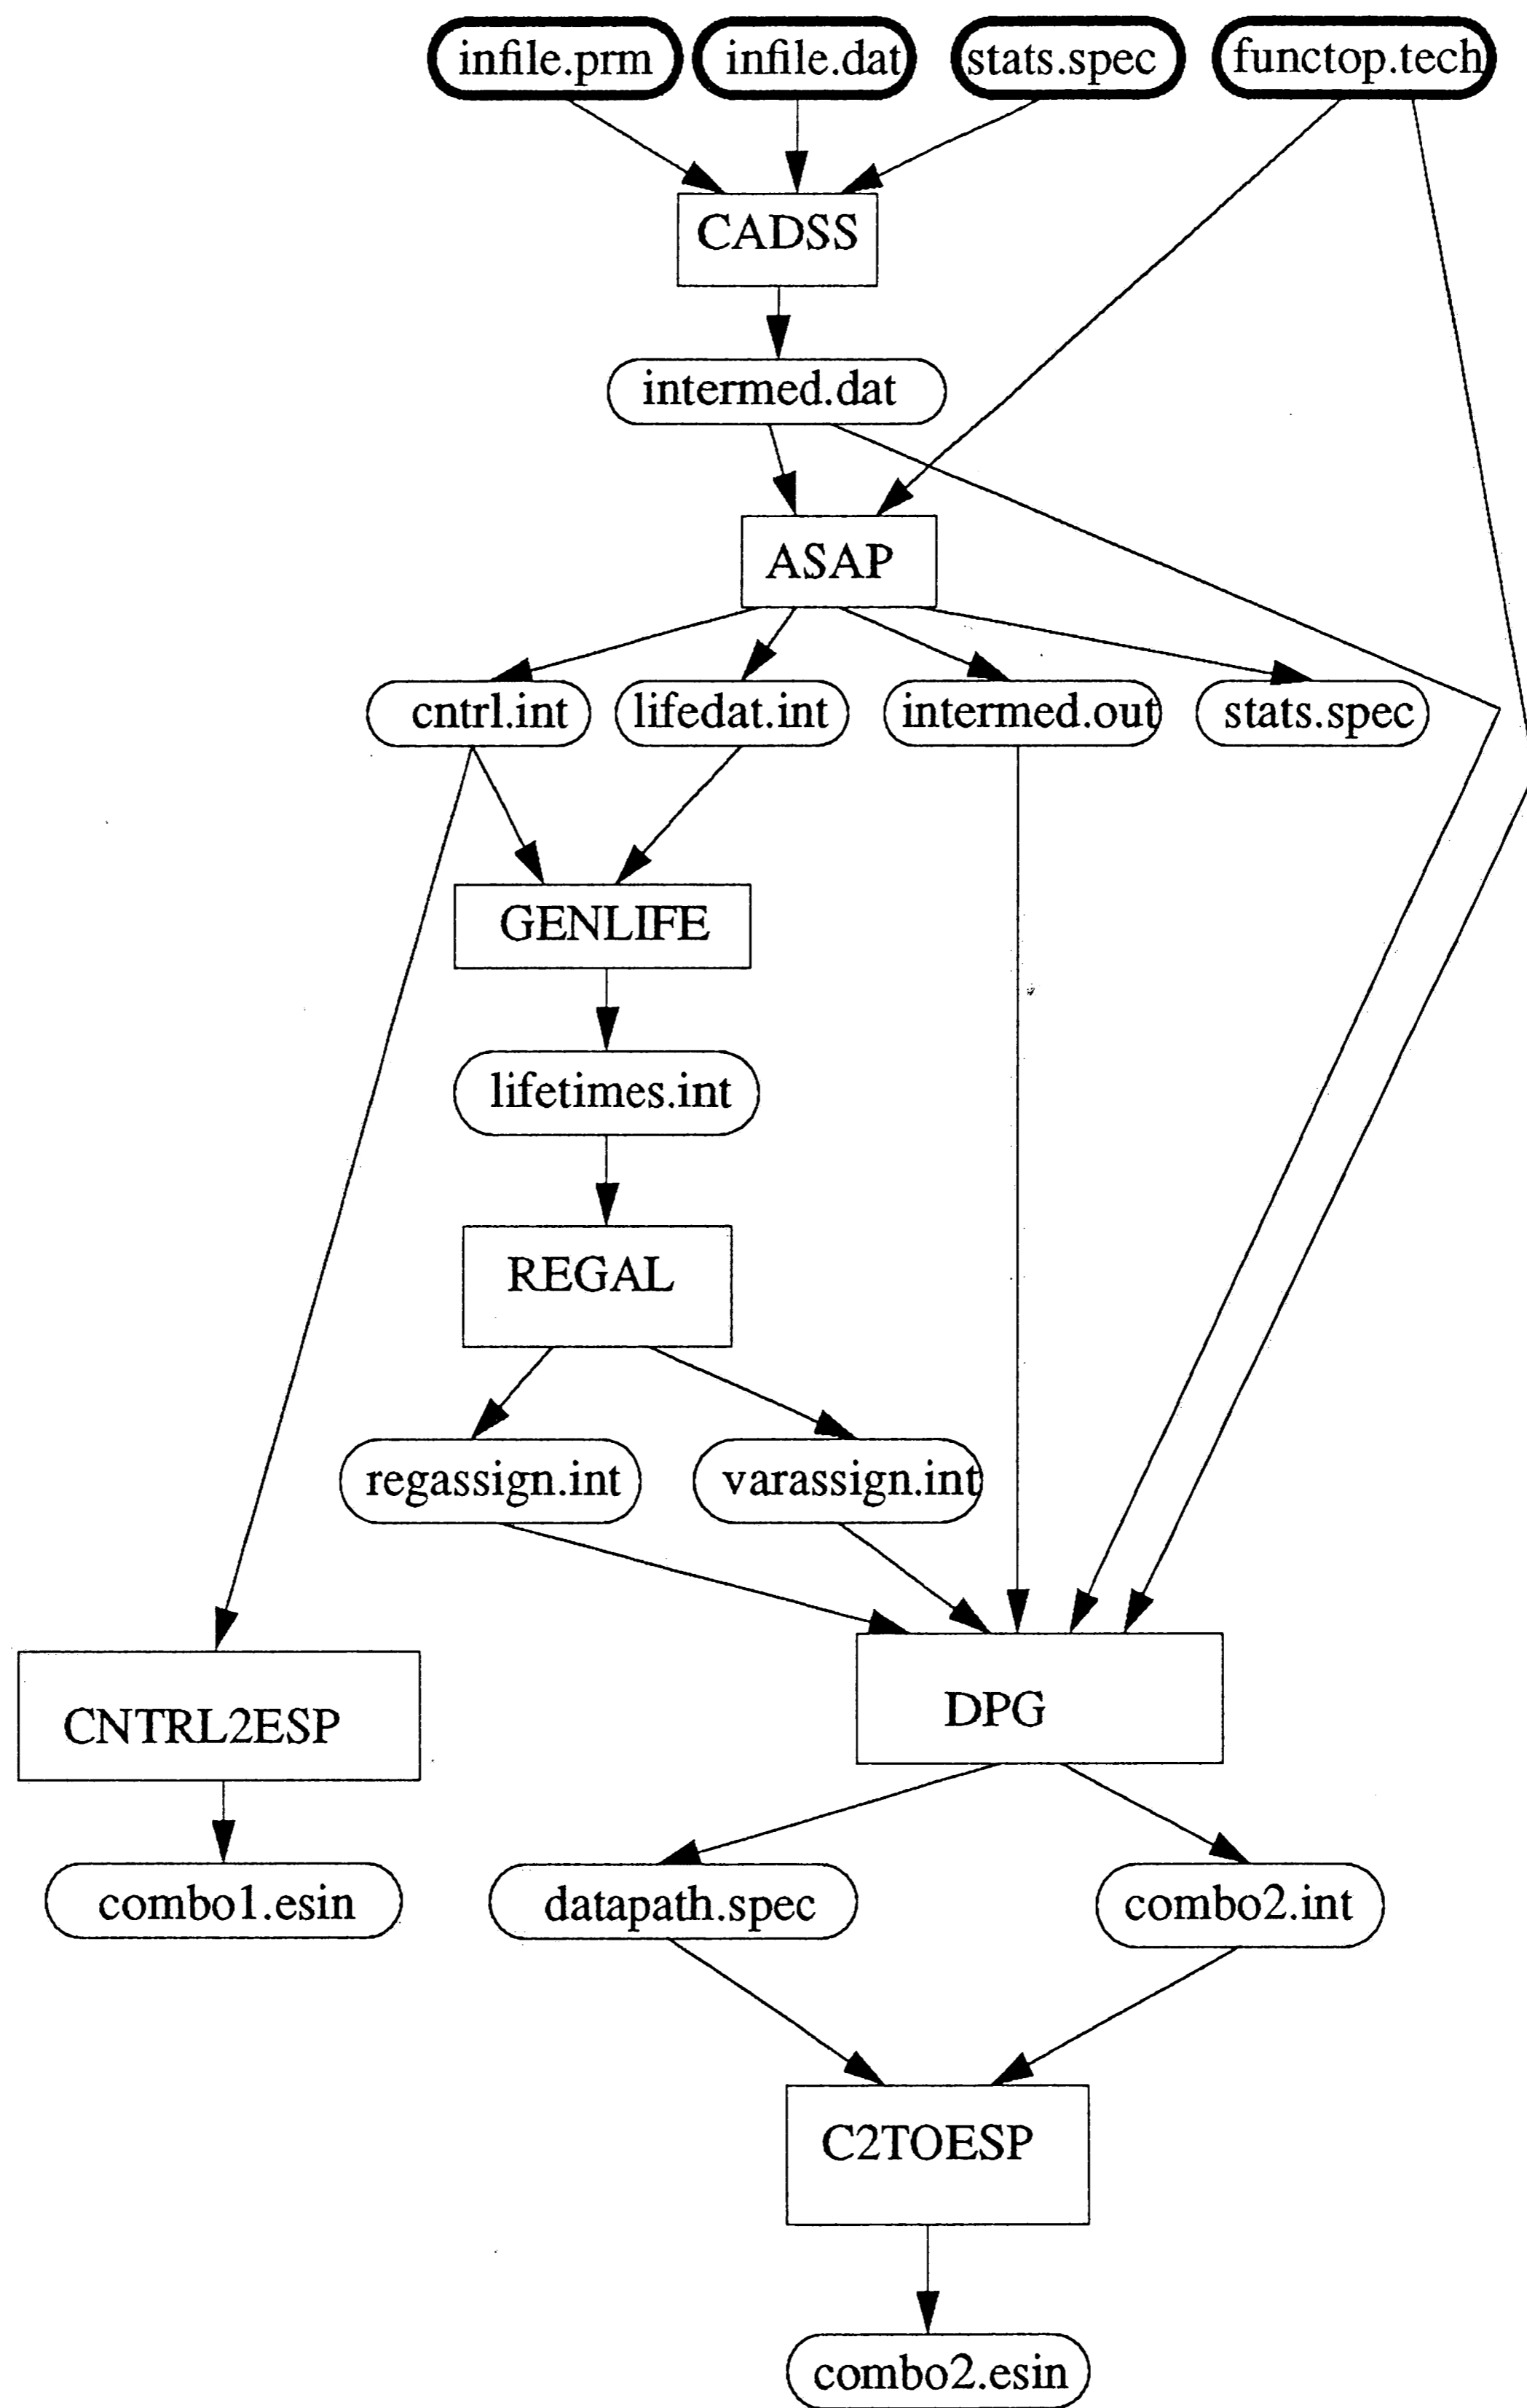 infile.prm
infile.dat
stats.spec
functop.tech
CADSS
intermed.dat
ASAP
cntrl.int
lifedat.int
intermed.out
stats.spec
GENLIFE
lifetimes.int
REGAL
regassign.int
varassign.int
CNTRL2ESP
DPG
combo1.esin
datapath.spec
combo2.int
C2TOESP
combo2.esin